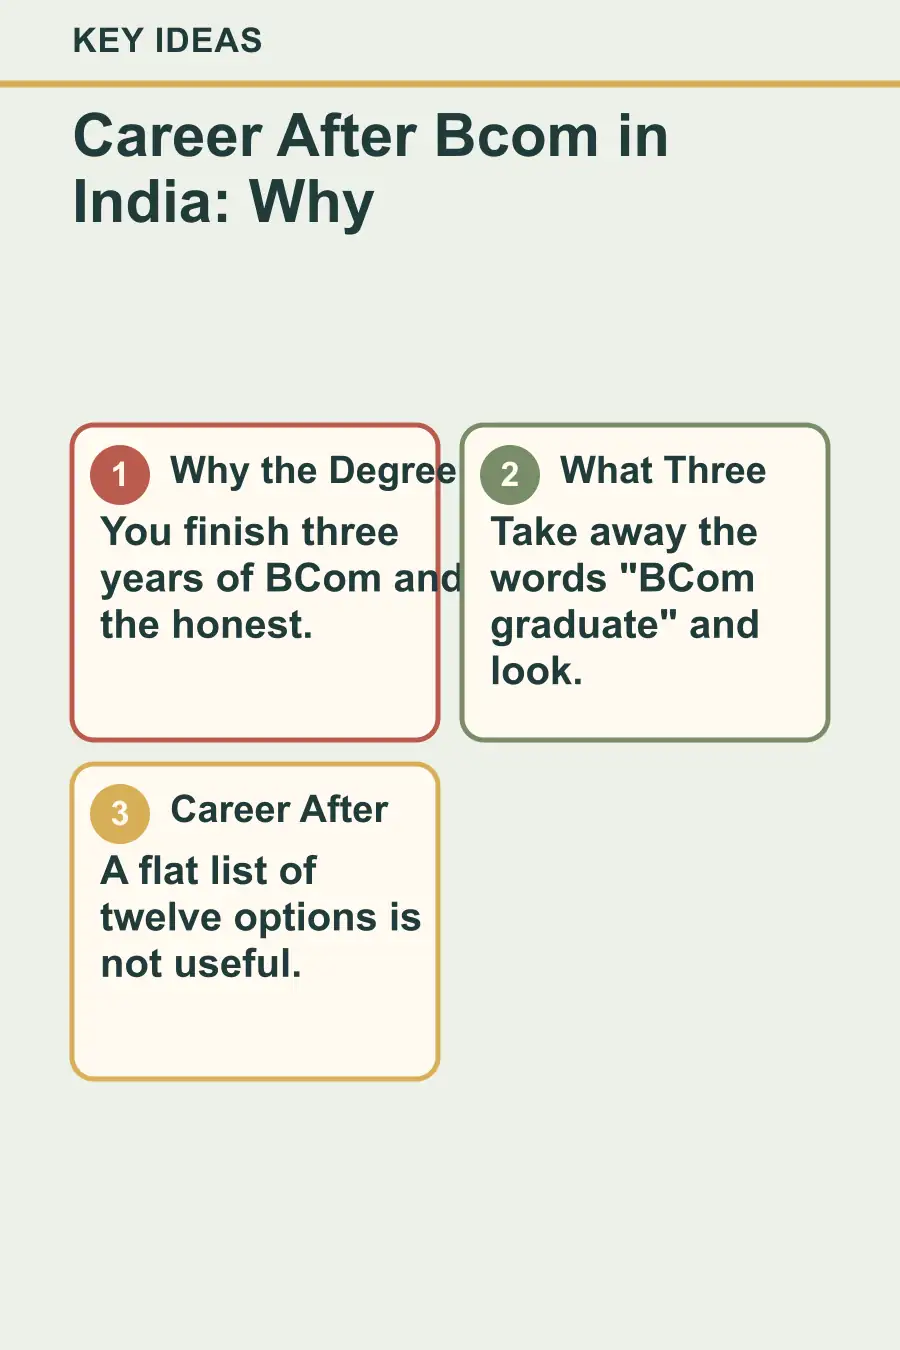 KEY IDEAS
Career After Bcom in
India: Why
1 Why the Degree
You finish three
years of BCom and
the honest.
2 What Three
Take away the
words "BCom
graduate" and
look.
3 Career After
A flat list of
twelve options is
not useful.